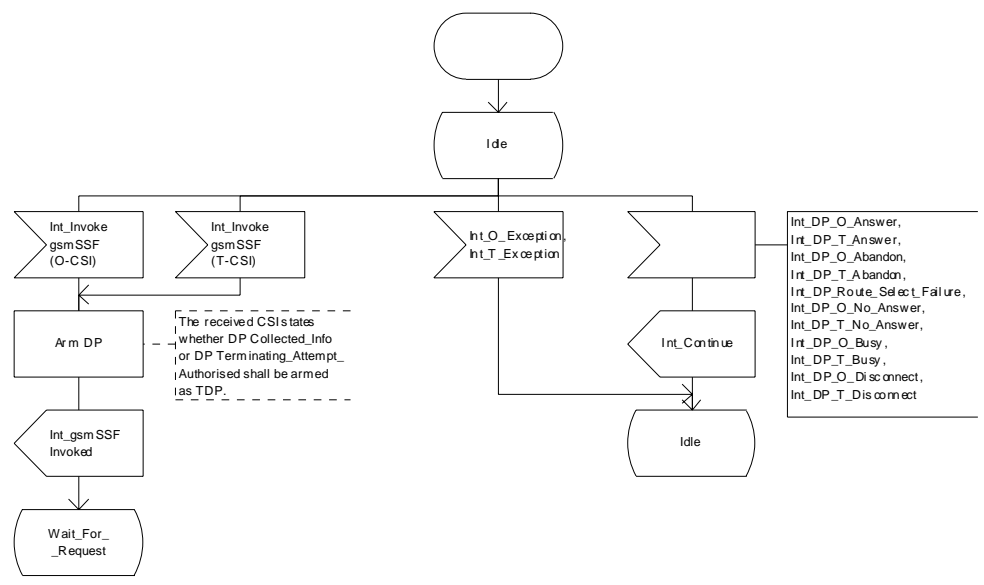 Idle
Int_Invoke
gsmSSF
(O-CSI)
Int_Invoke
gsmSSF
(T-CSI)
Int_O_Exception,
Int_T_Exception
Int_DP_O_Answer,
Int_DP_T_Answer,
Int_DP_O_Abandon,
Int_DP_T_Abandon,
Int_DP_Route_Select_Failure,
Int_DP_O_No_Answer,
Int_DP_T_No_Answer,
Int_DP_O_Busy,
Int_DP_T_Busy,
Int_DP_O_Disconnect,
Int_DP_T_Disconnect
Arm DP
The received CSI states
whether DP Collected_Info
or DP Terminating_Attempt_
Authorised shall be armed
as TDP.
Int_Continue
Int_gsmSSF
Invoked
Idle
Wait_For_
_Request